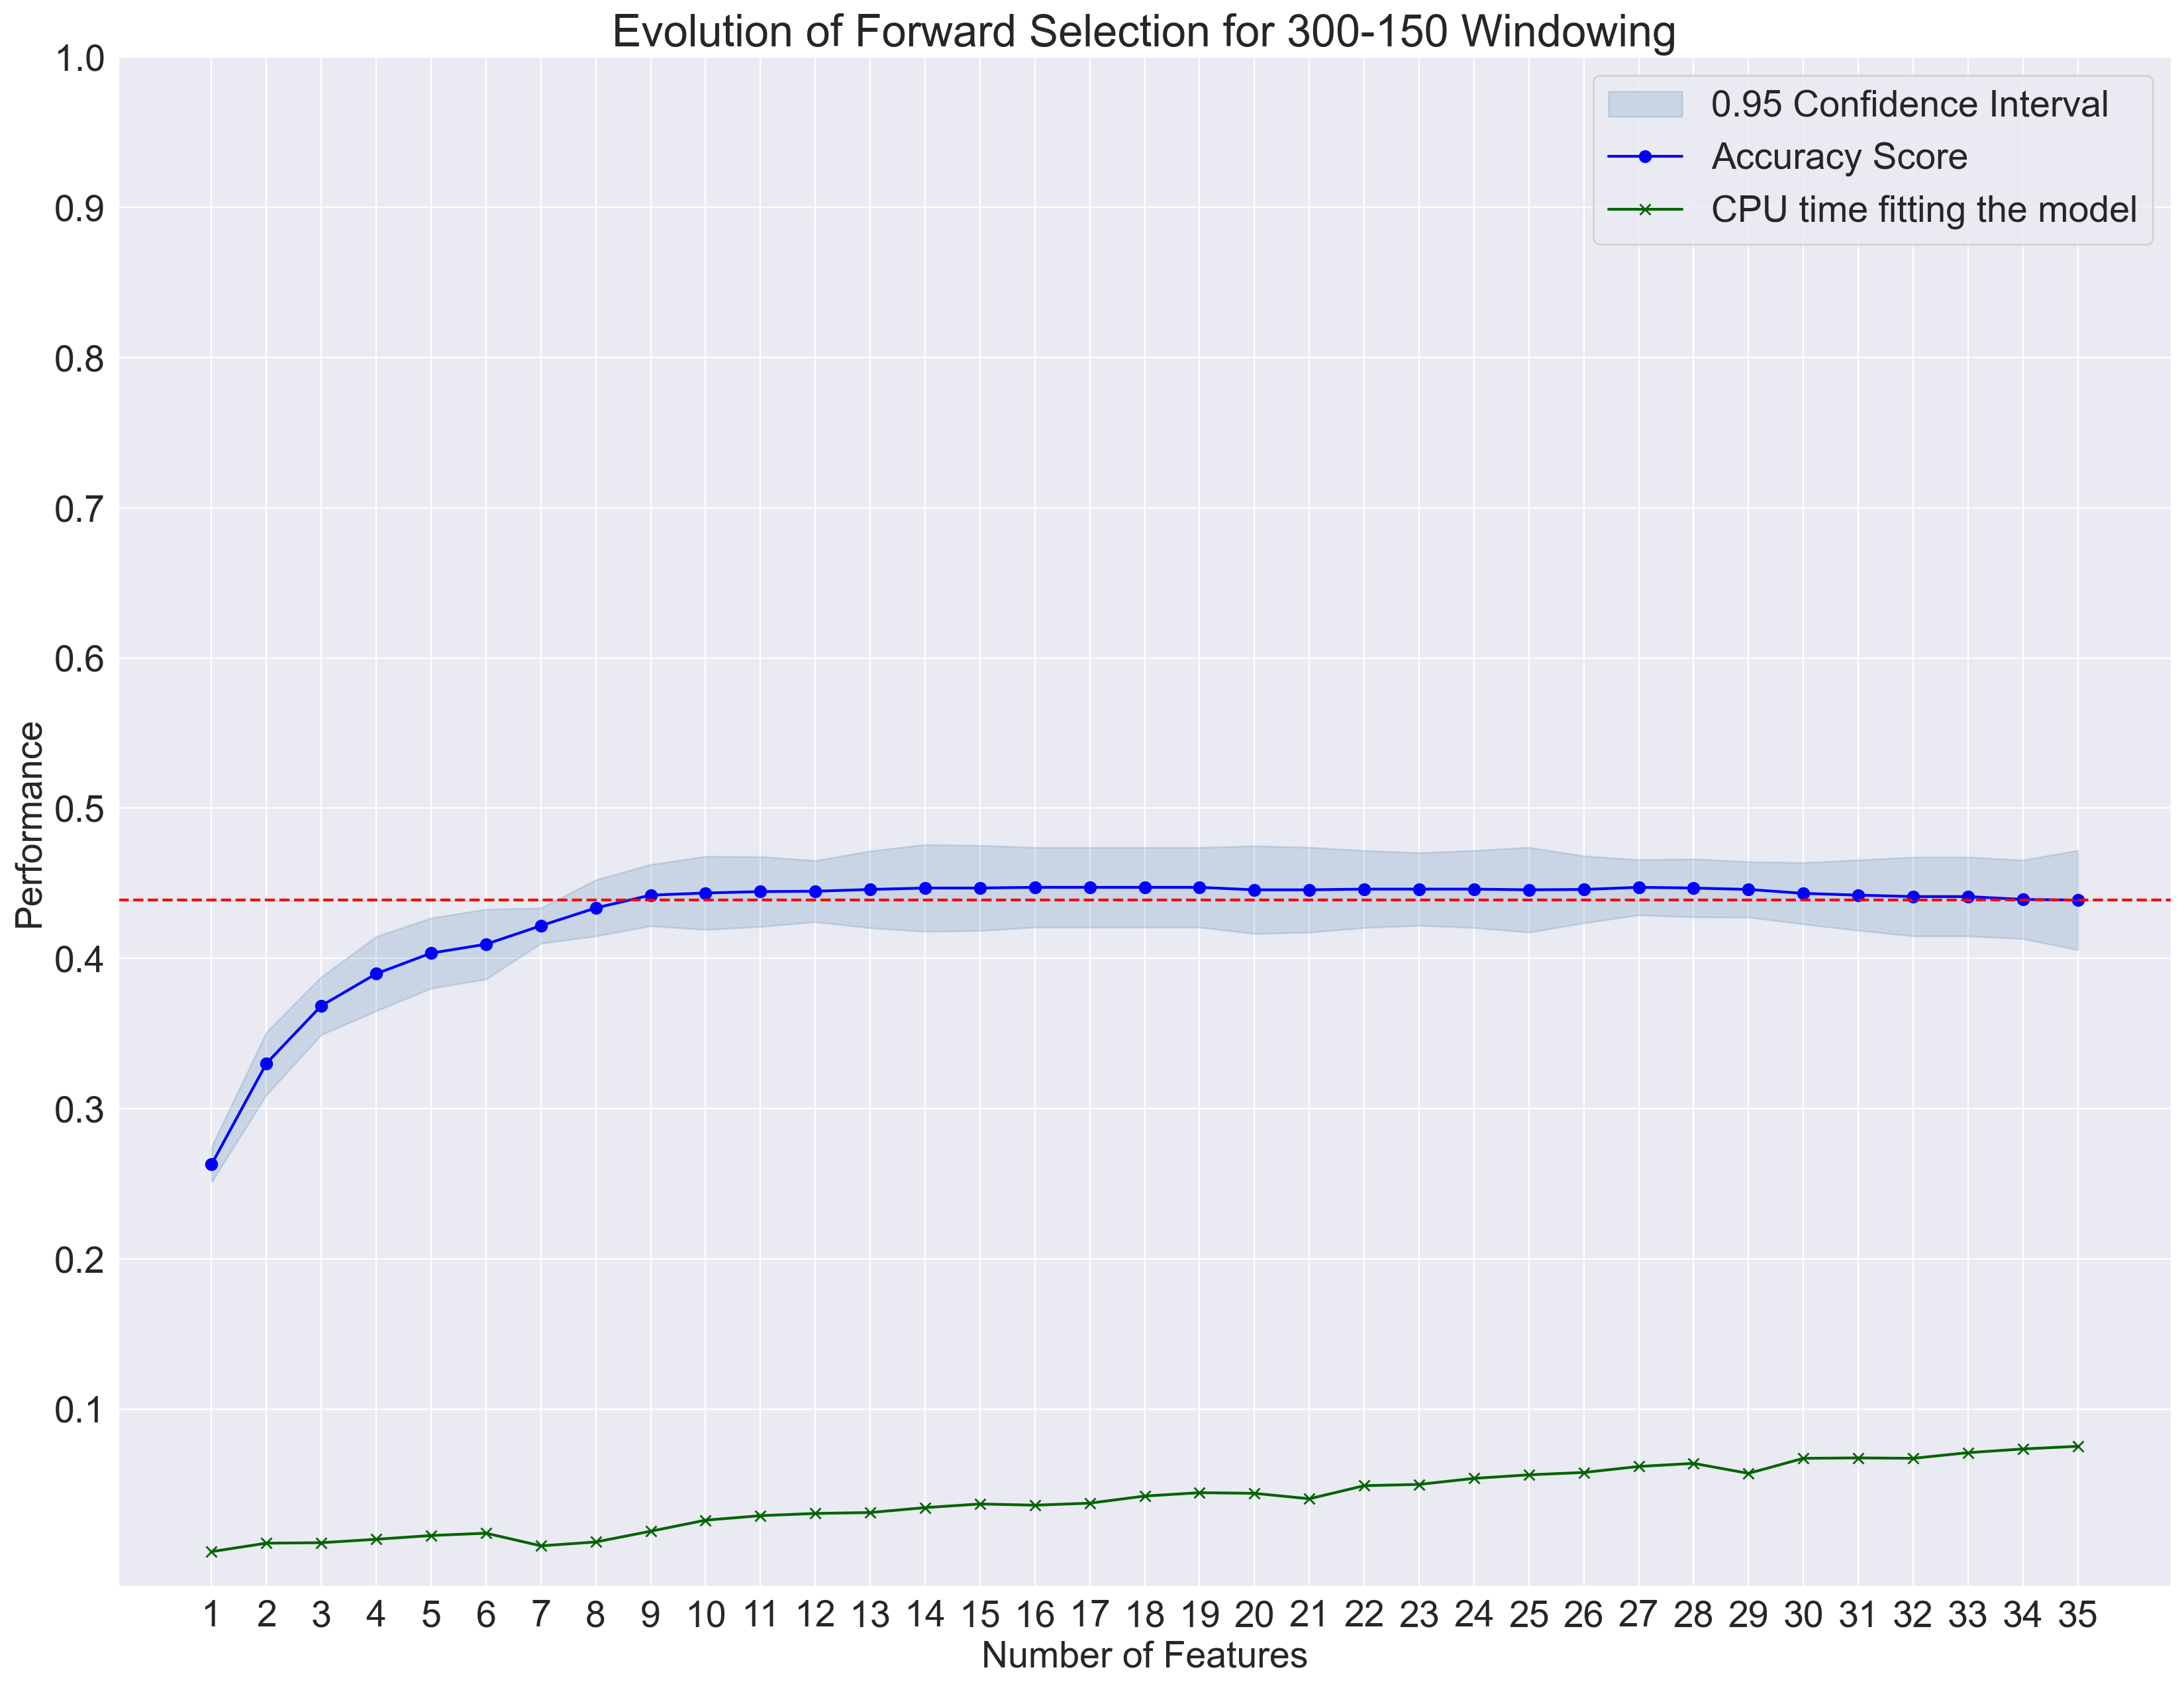 Evolution of Forward Selection for 300-150 Windowing
1.0
0.9
0.8
0.7
0.6
0.5
0.4
0.3
0.2
0.1
Performance
0.95 Confidence Interval
Accuracy Score
CPU time fitting the model
1 2 3 4 5 6 7 8 9 10 11 12 13 14 15 16 17 18 19 20 21 22 23 24 25 26 27 28 29 30 31 32 33 34 35
Number of Features